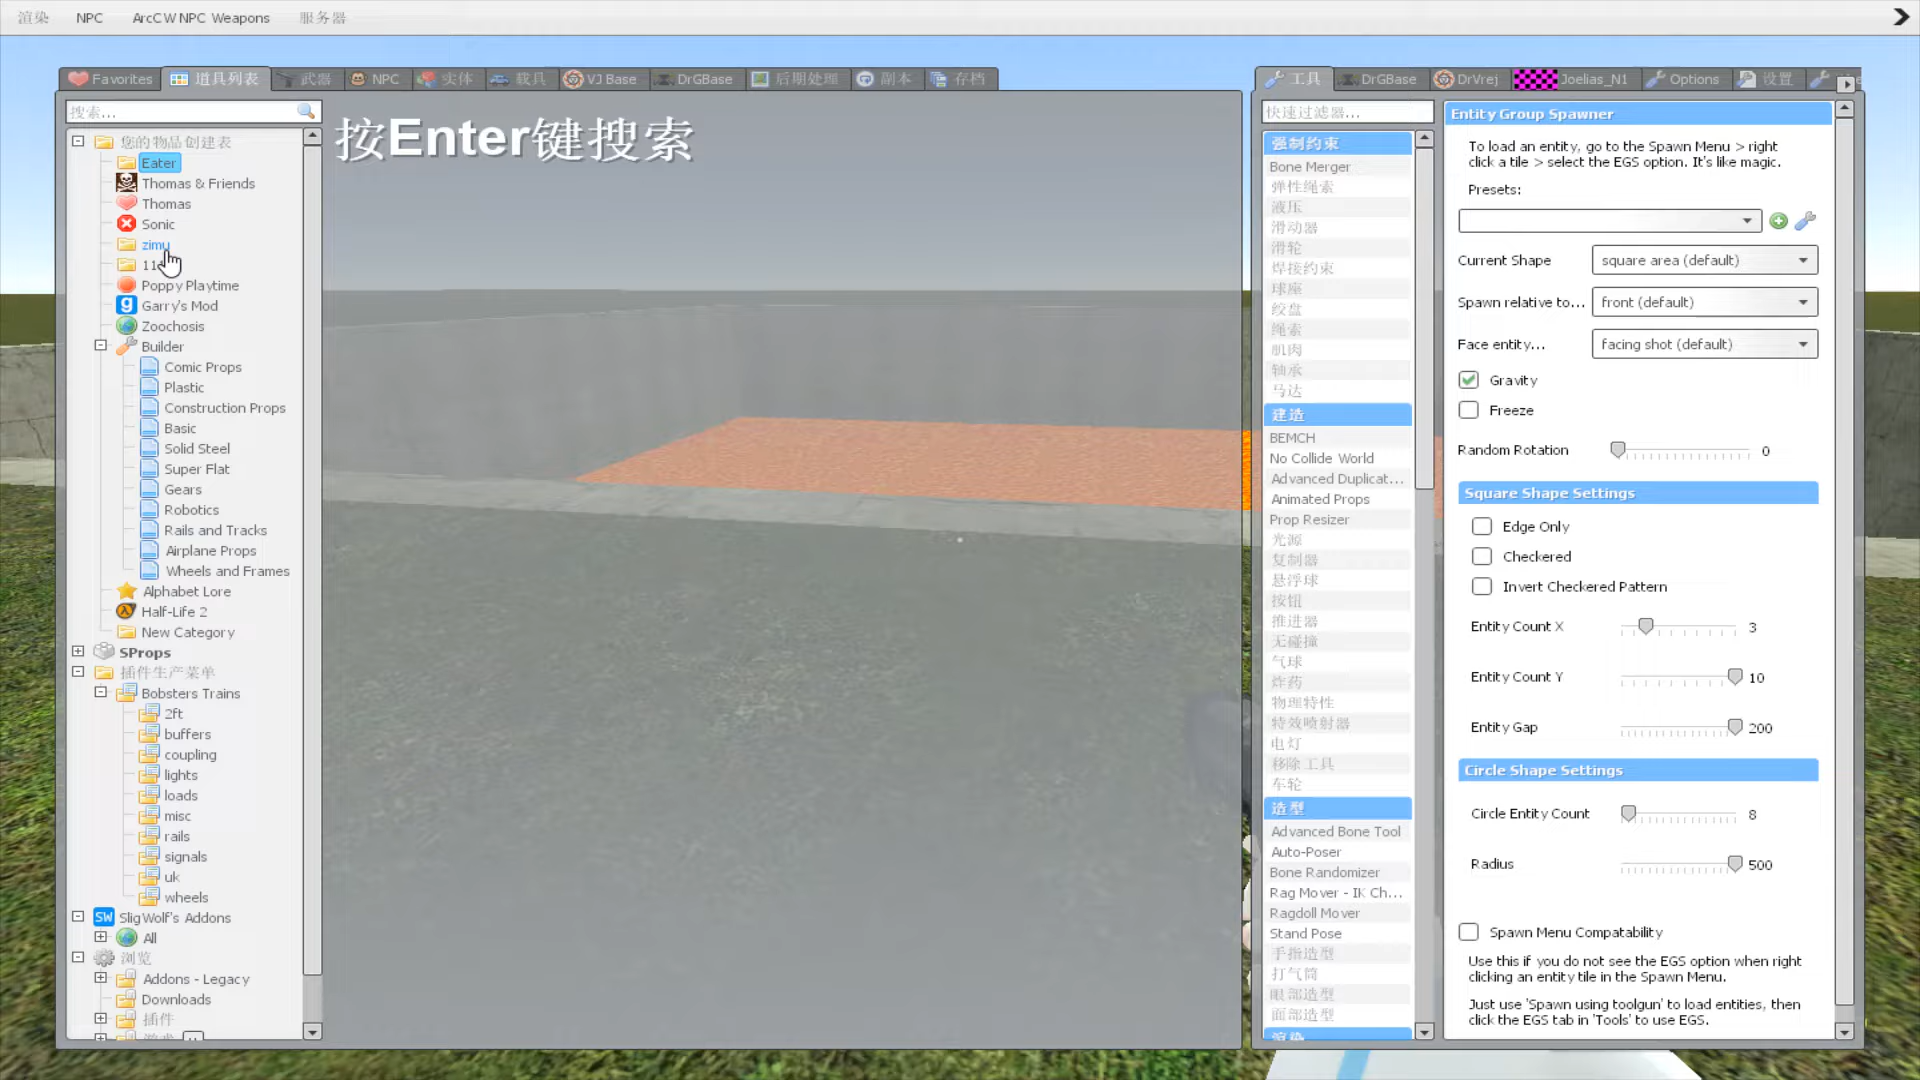 渲染 NPC ArcCW NPC Weapons 服务器
Favorites 道具列表 武器 NPC 实体 载具 VJ Base DrGBase 后期处理 副本 存档
搜索...
按Enter键搜索
您的物品创建表
Eater
Thomas & Friends
Thomas
Sonic
zimu
Poppy Playtime
Garry's Mod
Zoochosis
Builder
Comic Props
Plastic
Construction Props
Basic
Solid Steel
Super Flat
Gears
Robotics
Rails and Tracks
Airplane Props
Wheels and Frames
Alphabet Lore
Half-Life 2
New Category
SProps
插件生产菜单
Bobsters Trains
2ft
buffers
coupling
lights
loads
misc
rails
signals
uk
wheels
SW SligWolf's Addons
All
浏览
Addons - Legacy
Downloads
插件
游戏
工具 DrGBase DrVrej Joelias_N1 Options 设置
快速过滤器...
强制约束
Bone Merger
弹性绳索
液压
滑动器
滑轮
焊接约束
球座
绞盘
绳索
肌肉
轴承
马达
建造
BEMCH
No Collide World
Advanced Duplicat...
Animated Props
Prop Resizer
光源
复制器
悬浮球
按钮
推进器
无碰撞
气球
炸药
物理特性
特效喷射器
电灯
移除工具
车轮
造型
Advanced Bone Tool
Auto-Poser
Bone Randomizer
Rag Mover - IK Ch...
Ragdoll Mover
Stand Pose
手指造型
打气筒
眼部造型
面部造型
渲染
Entity Group Spawner
To load an entity, go to the Spawn Menu > right
click a tile > select the EGS option. It's like magic.
Presets:
Current Shape square area (default)
Spawn relative to... front (default)
Face entity... facing shot (default)
Gravity
Freeze
Random Rotation 0
Square Shape Settings
Edge Only
Checkered
Invert Checkered Pattern
Entity Count X 3
Entity Count Y 10
Entity Gap 200
Circle Shape Settings
Circle Entity Count 8
Radius 500
Spawn Menu Compatability
Use this if you do not see the EGS option when right
clicking an entity tile in the Spawn Menu.
Just use 'Spawn using toolgun' to load entities, then
click the EGS tab in 'Tools' to use EGS.